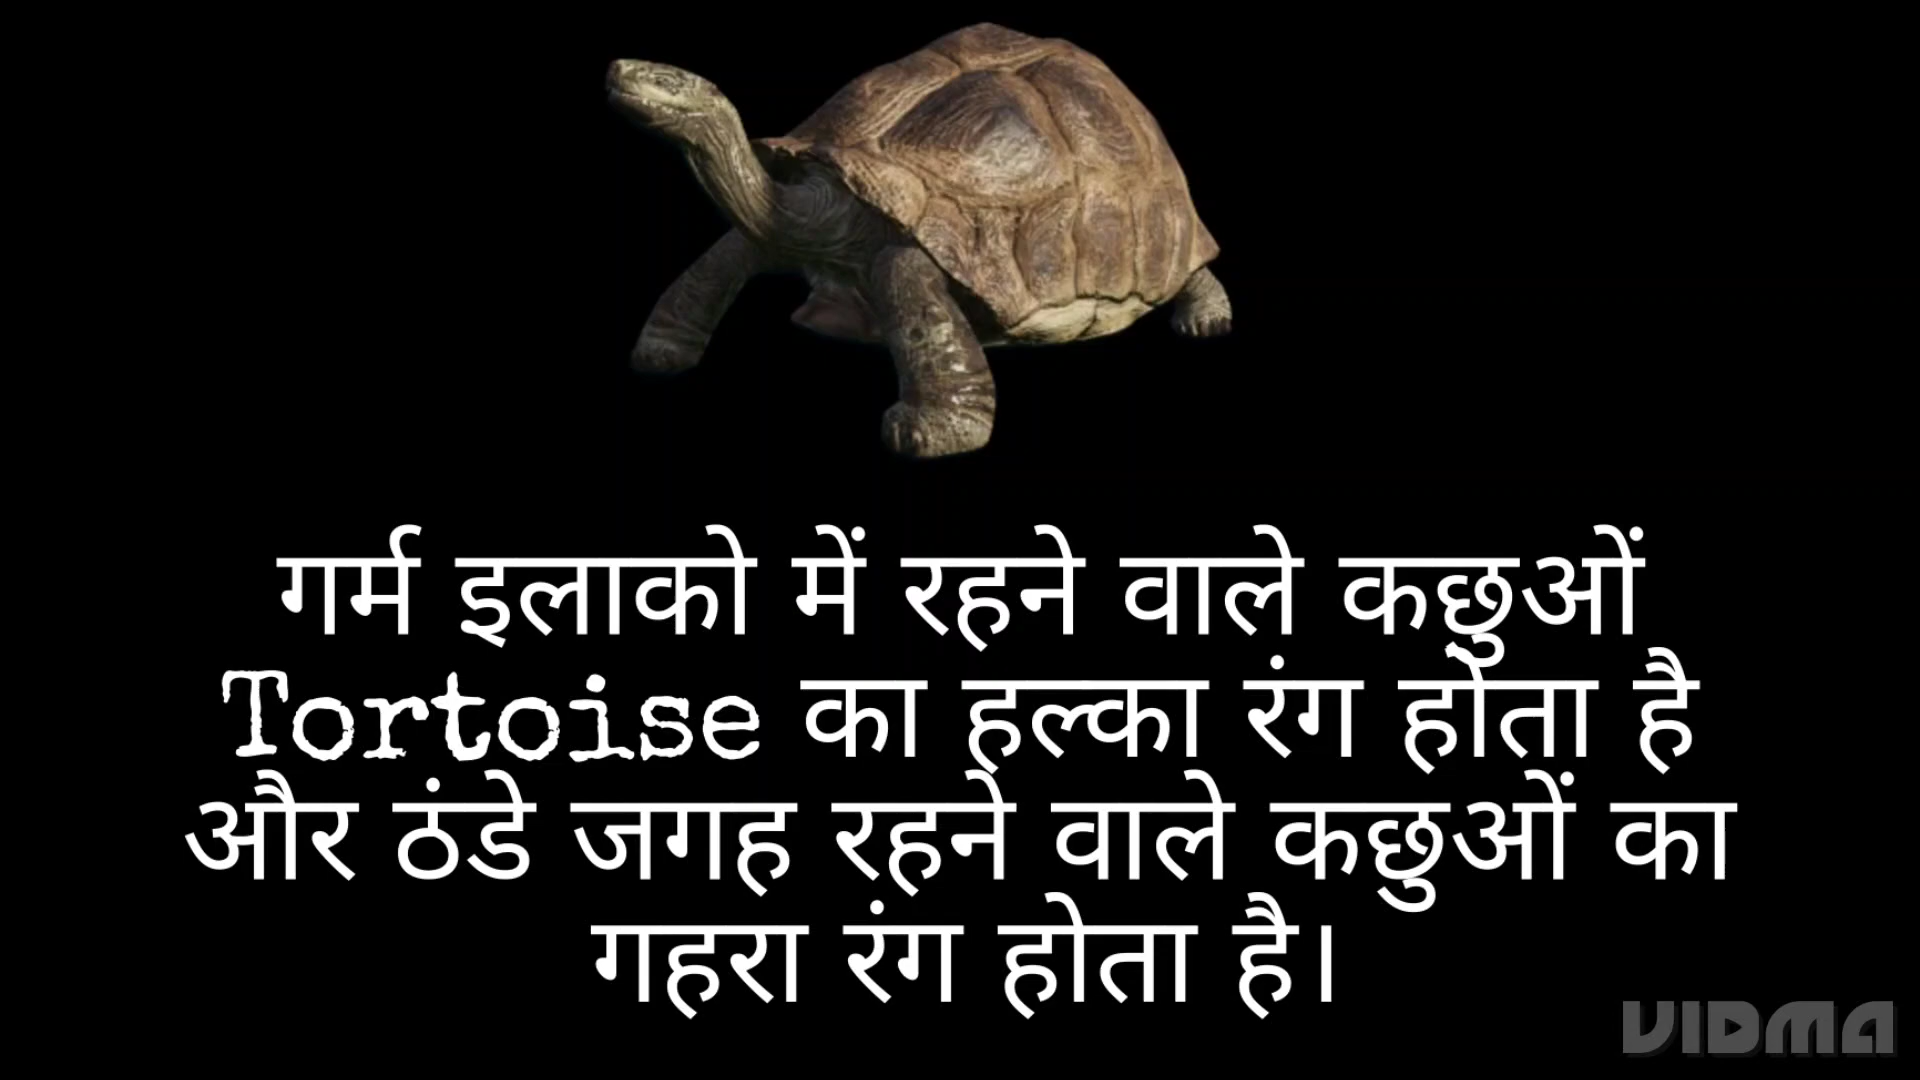 गर्म इलाको में रहने वाले कछुओं
Tortoise का हल्का रंग होता है
और ठंडे जगह रहने वाले कछुओं का
गहरा रंग होता है।
VIDMA